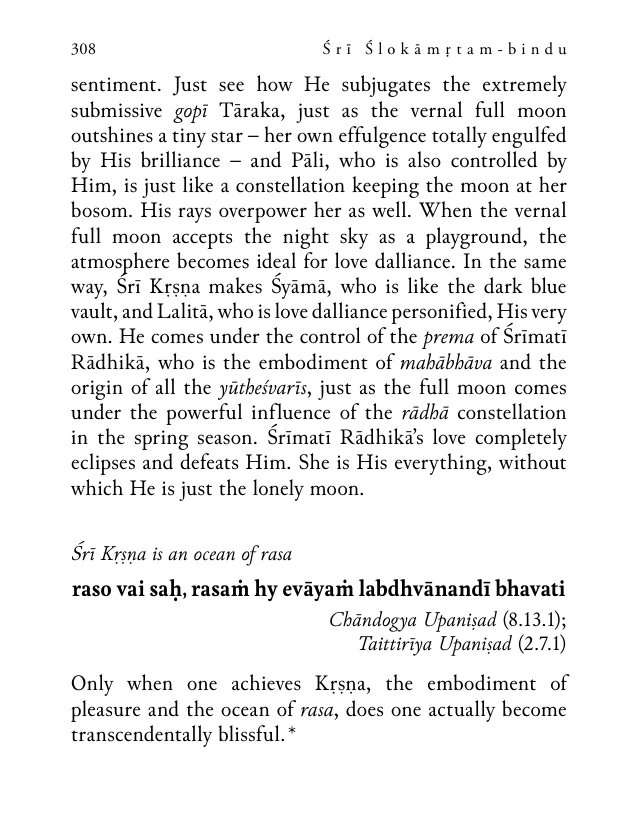 308 Śrī Ślokāmṛtam-bindu
sentiment. Just see how He subjugates the extremely
submissive gopī Tāraka, just as the vernal full moon
outshines a tiny star – her own effulgence totally engulfed
by His brilliance – and Pāli, who is also controlled by
Him, is just like a constellation keeping the moon at her
bosom. His rays overpower her as well. When the vernal
full moon accepts the night sky as a playground, the
atmosphere becomes ideal for love dalliance. In the same
way, Śrī Kṛṣṇa makes Śyāmā, who is like the dark blue
vault, and Lalitā, who is love dalliance personified, His very
own. He comes under the control of the prema of Śrīmatī
Rādhikā, who is the embodiment of mahābhāva and the
origin of all the yūtheśvarīs, just as the full moon comes
under the powerful influence of the rādhā constellation
in the spring season. Śrīmatī Rādhikā’s love completely
eclipses and defeats Him. She is His everything, without
which He is just the lonely moon.
Śrī Kṛṣṇa is an ocean of rasa
raso vai saḥ, rasaṁ hy evāyaṁ labdhvānandī bhavati
Chāndogya Upaniṣad (8.13.1);
Taittirīya Upaniṣad (2.7.1)
Only when one achieves Kṛṣṇa, the embodiment of
pleasure and the ocean of rasa, does one actually become
transcendentally blissful.*